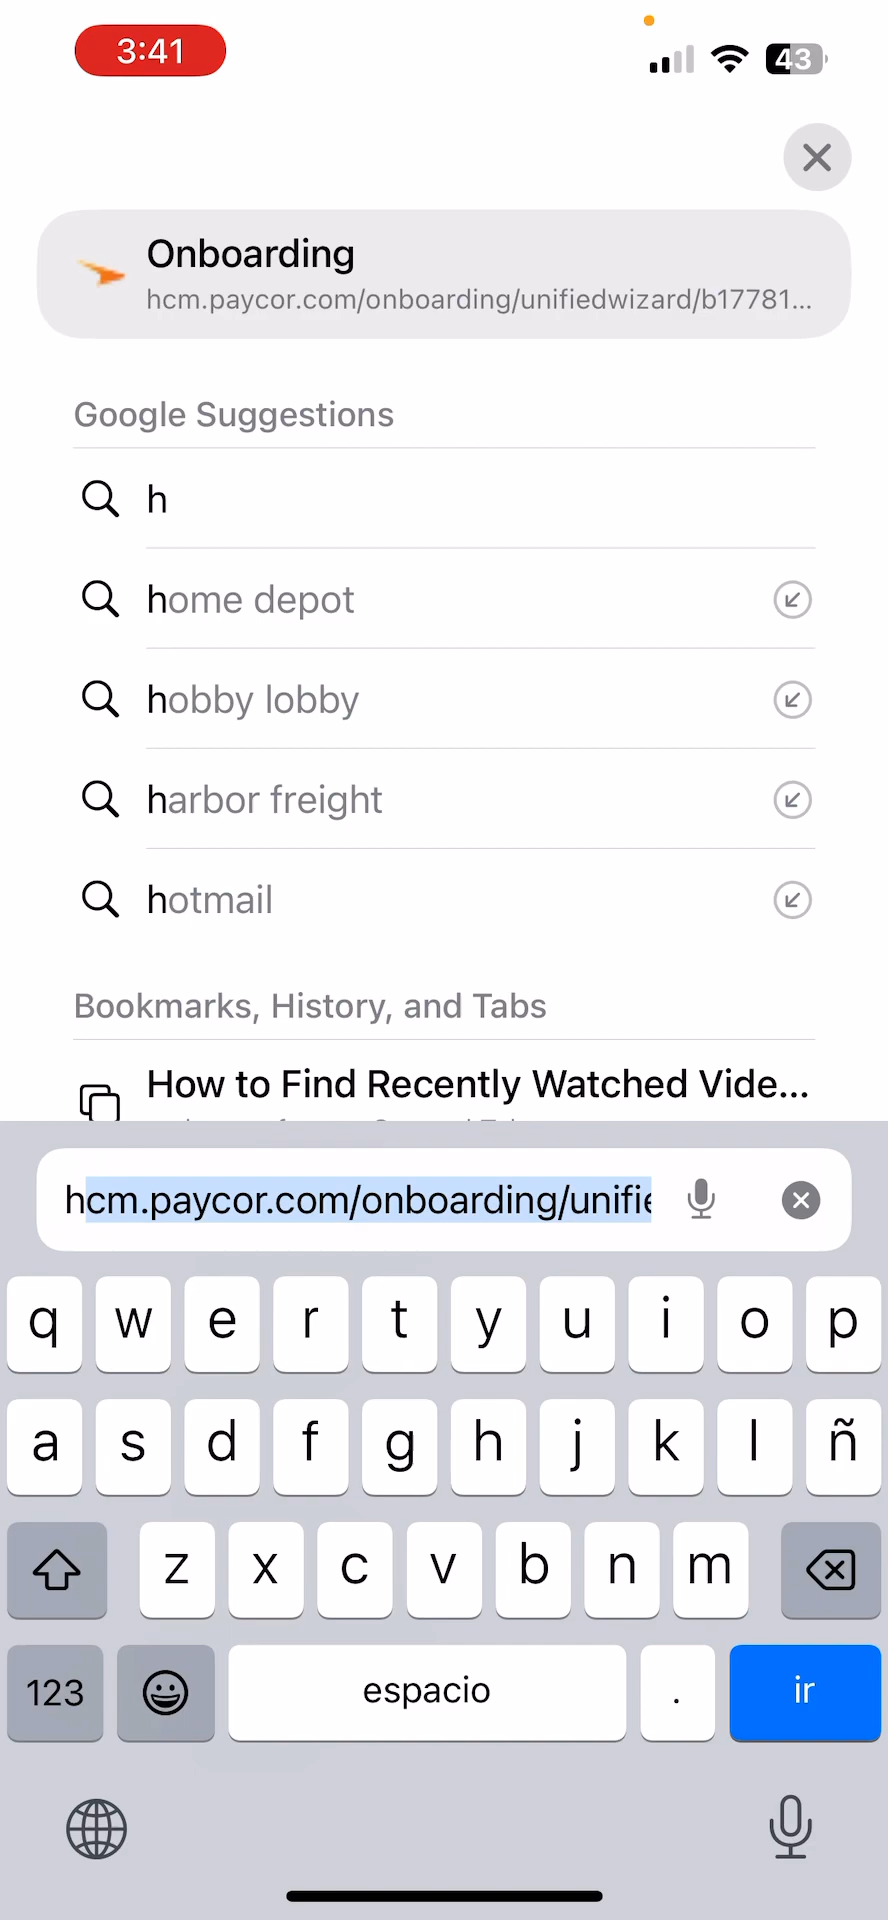 3:41
43
Onboarding
hcm.paycor.com/onboarding/unifiedwizard/b17781...
Google Suggestions
h
home depot
hobby lobby
harbor freight
hotmail
Bookmarks, History, and Tabs
How to Find Recently Watched Vide...
hcm.paycor.com/onboarding/unifie
q w e r t y u i o p
a s d f g h j k l ñ
z x c v b n m
123 espacio . ir